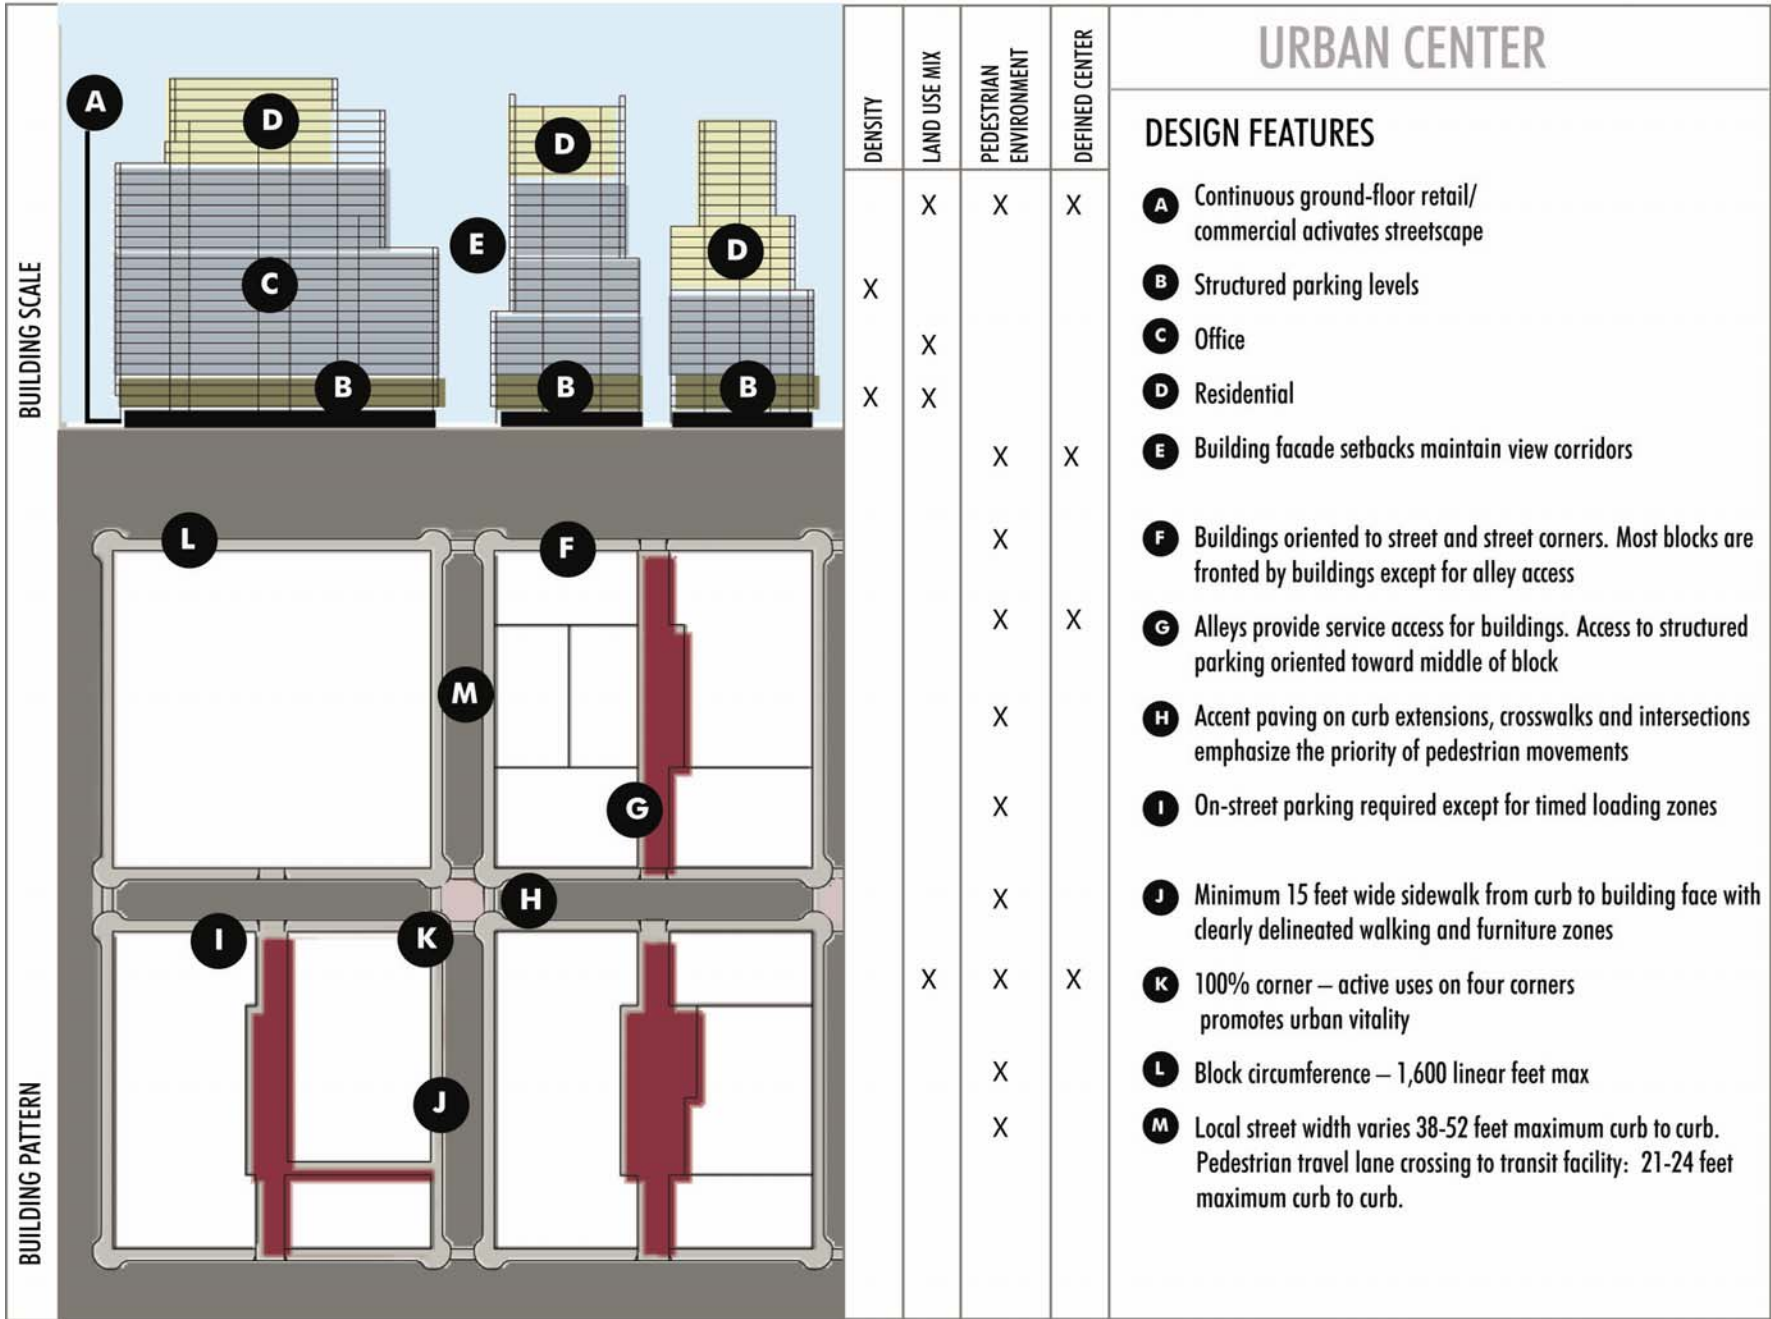 URBAN CENTER
DENSITY
LAND USE MIX
PEDESTRIAN
ENVIRONMENT
DEFINED CENTER
BUILDING SCALE
A
D
D
D
E
C
B
B
B
BUILDING PATTERN
L
F
M
G
H
I
K
J
X X X
X
X
X X
X X
X
X X
X
X
X
X X X
X
X
DESIGN FEATURES
A Continuous ground-floor retail/
commercial activates streetscape
B Structured parking levels
C Office
D Residential
E Building facade setbacks maintain view corridors
F Buildings oriented to street and street corners. Most blocks are
fronted by buildings except for alley access
G Alleys provide service access for buildings. Access to structured
parking oriented toward middle of block
H Accent paving on curb extensions, crosswalks and intersections
emphasize the priority of pedestrian movements
I On-street parking required except for timed loading zones
J Minimum 15 feet wide sidewalk from curb to building face with
clearly delineated walking and furniture zones
K 100% corner – active uses on four corners
promotes urban vitality
L Block circumference – 1,600 linear feet max
M Local street width varies 38-52 feet maximum curb to curb.
Pedestrian travel lane crossing to transit facility: 21-24 feet
maximum curb to curb.